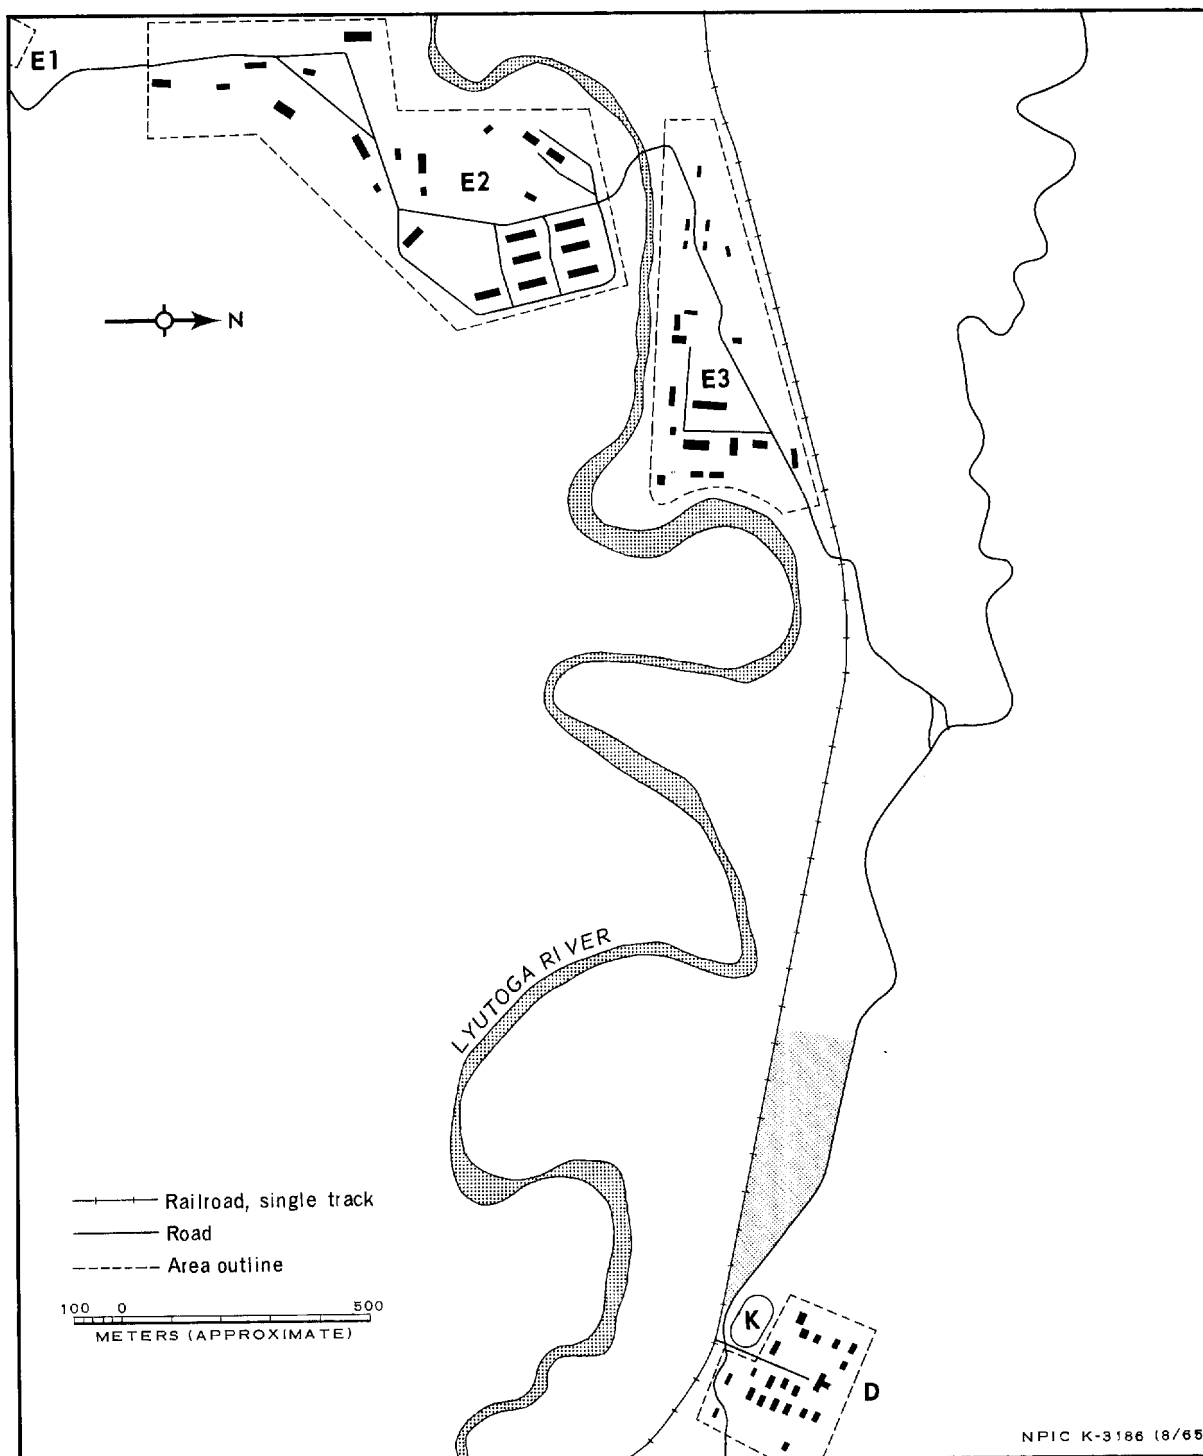 E1
E2
N
E3
LYUTOGA RIVER
Railroad, single track
Road
Area outline
100 0 500
METERS (APPROXIMATE)
K
D
NPIC K-3186 (8/65